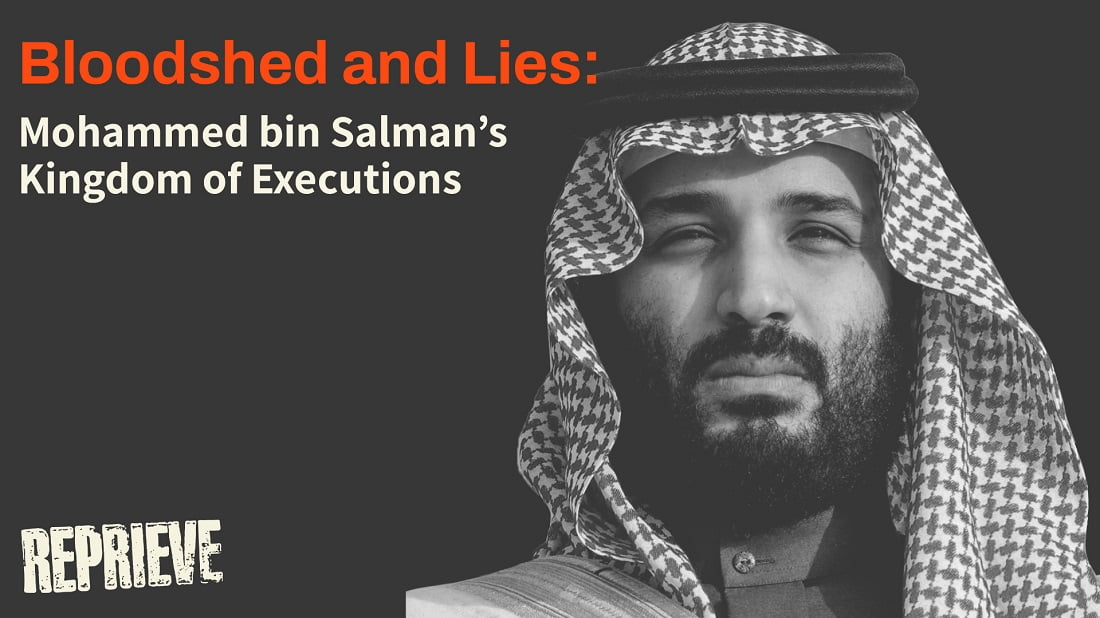 Bloodshed and Lies:
Mohammed bin Salman’s
Kingdom of Executions
REPRIEVE